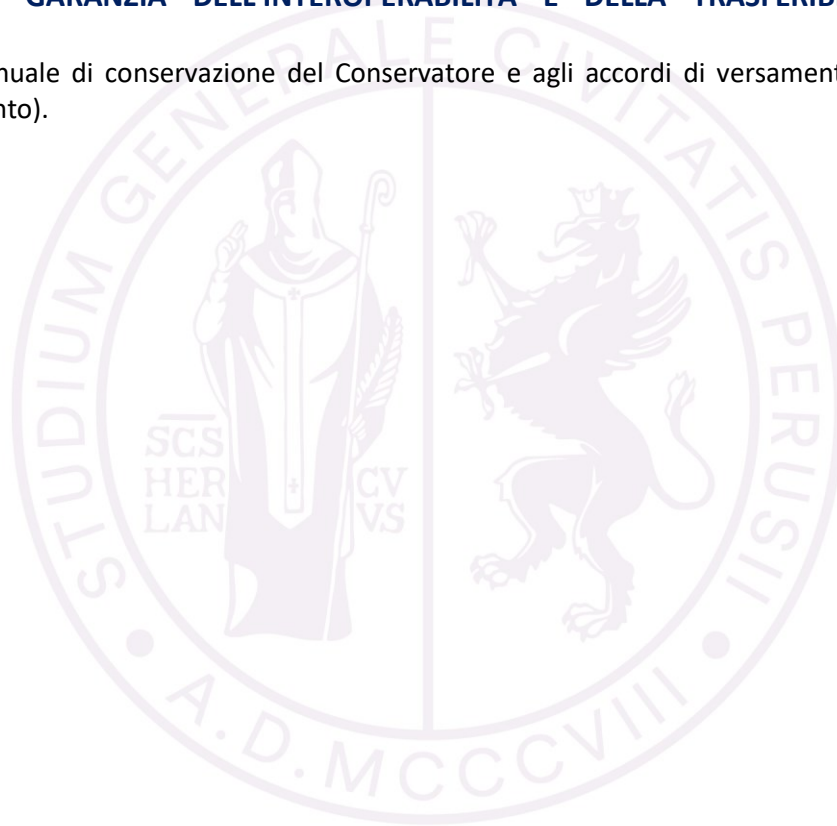 GARANZIA DELL'INTEROPERABILITÀ E DELLA TRASFERIB
nuale di conservazione del Conservatore e agli accordi di versament
nto).
STUDIUM GENERALE CIVITATIS PERUSII
SCS
HER
LAN
CV
VS
• A.D. MCCCVIII •